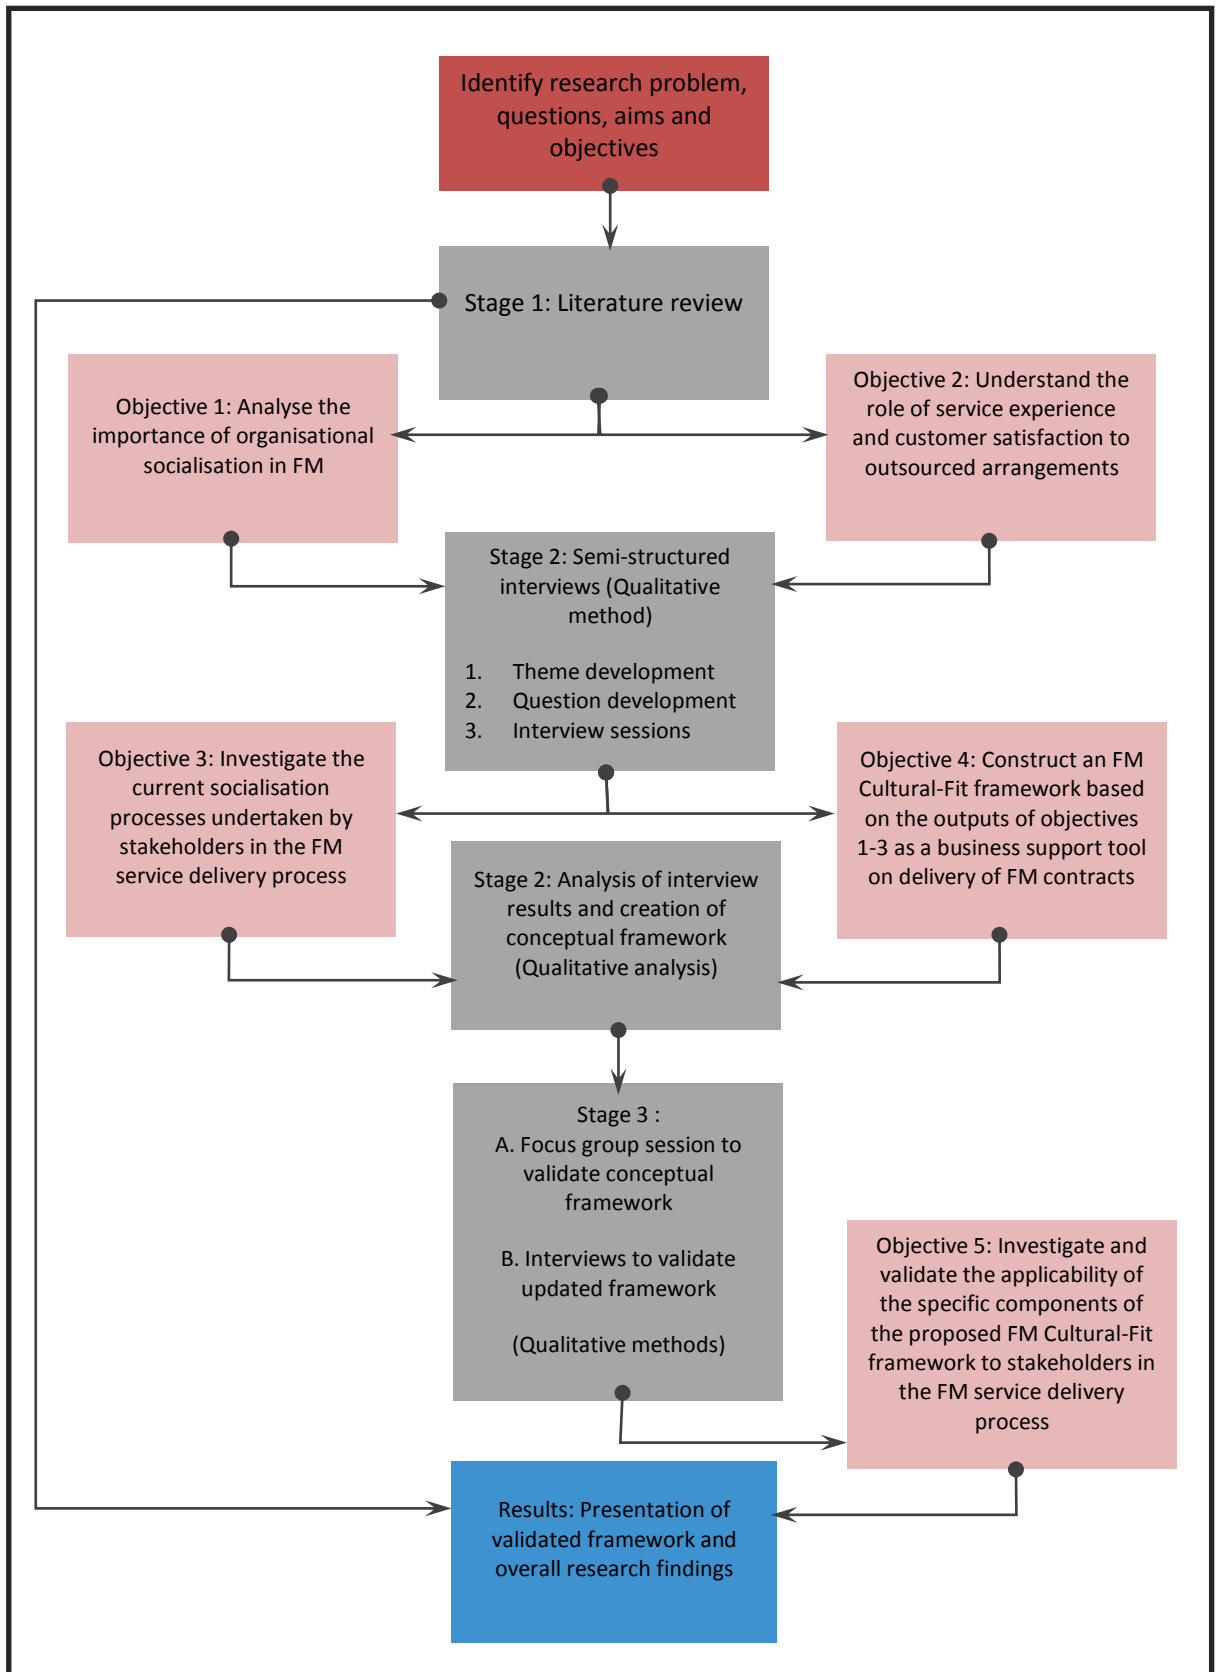 Identify research problem,
questions, aims and
objectives
Stage 1: Literature review
Objective 1: Analyse the
importance of organisational
socialisation in FM
Objective 2: Understand the
role of service experience
and customer satisfaction to
outsourced arrangements
Stage 2: Semi-structured
interviews (Qualitative
method)
1. Theme development
2. Question development
3. Interview sessions
Objective 3: Investigate the
current socialisation
processes undertaken by
stakeholders in the FM
service delivery process
Objective 4: Construct an FM
Cultural-Fit framework based
on the outputs of objectives
1-3 as a business support tool
on delivery of FM contracts
Stage 2: Analysis of interview
results and creation of
conceptual framework
(Qualitative analysis)
Stage 3 :
A. Focus group session to
validate conceptual
framework
B. Interviews to validate
updated framework
(Qualitative methods)
Objective 5: Investigate and
validate the applicability of
the specific components of
the proposed FM Cultural-Fit
framework to stakeholders in
the FM service delivery
process
Results: Presentation of
validated framework and
overall research findings